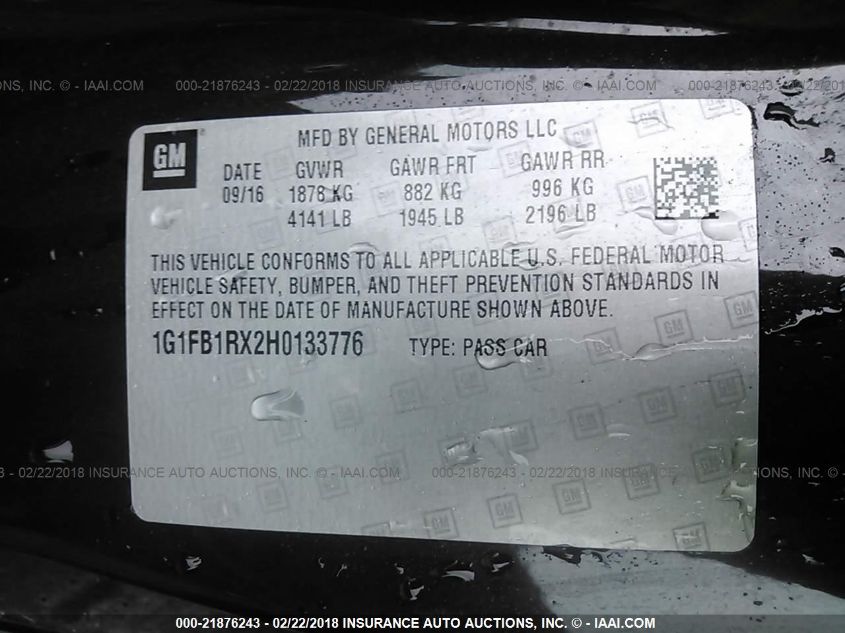 INC. © - IAAI.COM 000-21876243 - 02/22/2018 INSURANCE AUTO AUCTIONS, INC. © - IAAI.COM 000-21876243 - 02/22
GM
®
MFD BY GENERAL MOTORS LLC
DATE GVWR GAWR FRT GAWR RR
09/16 1878 KG 882 KG 996 KG
4141 LB 1945 LB 2196 LB
THIS VEHICLE CONFORMS TO ALL APPLICABLE U.S. FEDERAL MOTOR
VEHICLE SAFETY, BUMPER, AND THEFT PREVENTION STANDARDS IN
EFFECT ON THE DATE OF MANUFACTURE SHOWN ABOVE.
1G1FB1RX2H0133776 TYPE: PASS CAR
3 - 02/22/2018 INSURANCE AUTO AUCTIONS, INC. © - IAAI.COM 000-21876243 - 02/22/2018 INSURANCE AUTO AUCTIONS, INC.
000-21876243 - 02/22/2018 INSURANCE AUTO AUCTIONS, INC. © - IAAI.COM